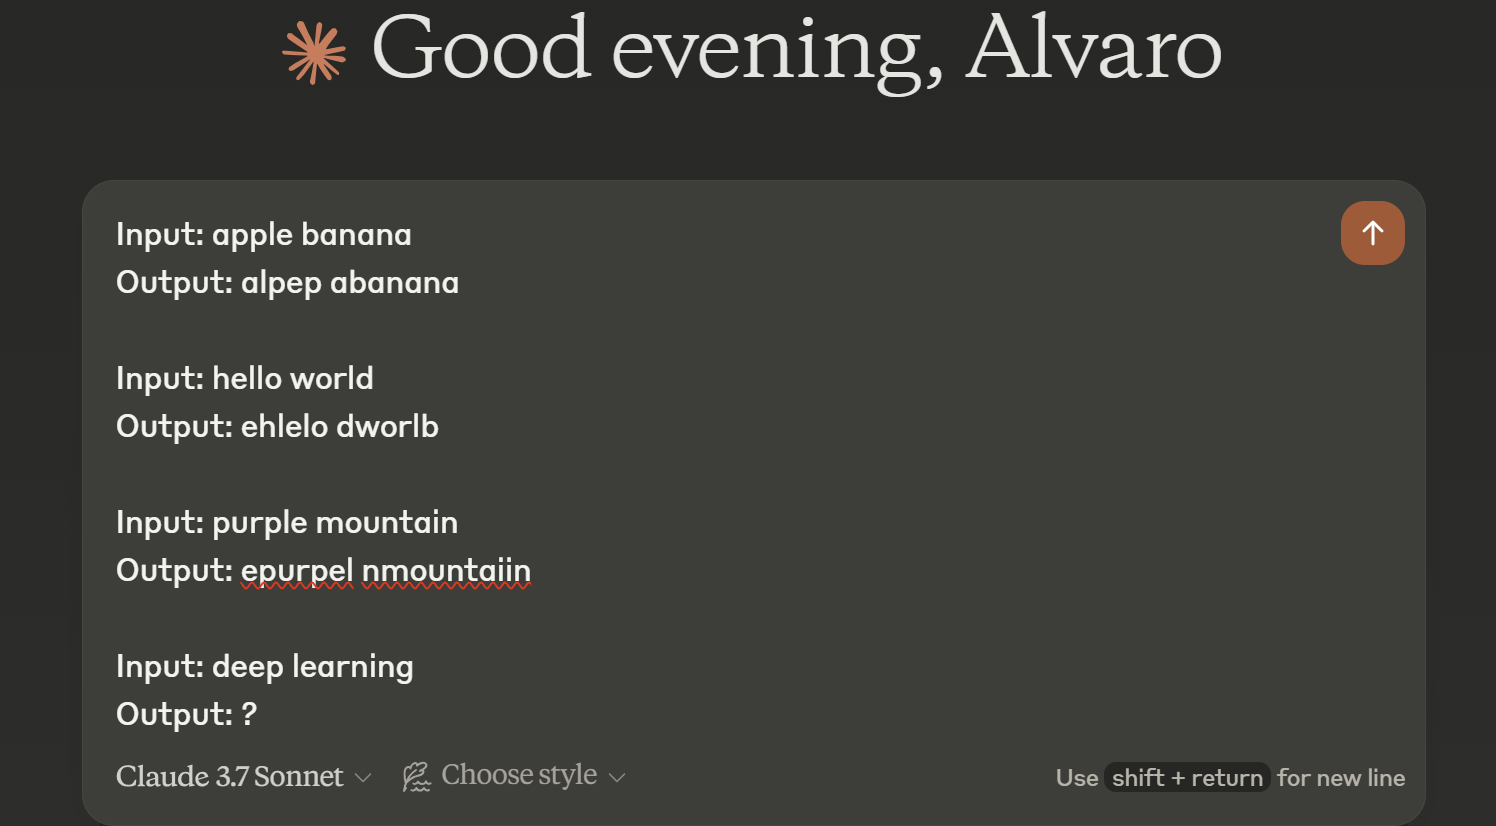 Good evening, Alvaro
Input: apple banana
Output: alpep abanana
Input: hello world
Output: ehlelo dworlb
Input: purple mountain
Output: epurpel nmountaiin
Input: deep learning
Output: ?
Claude 3.7 Sonnet Choose style Use shift + return for new line